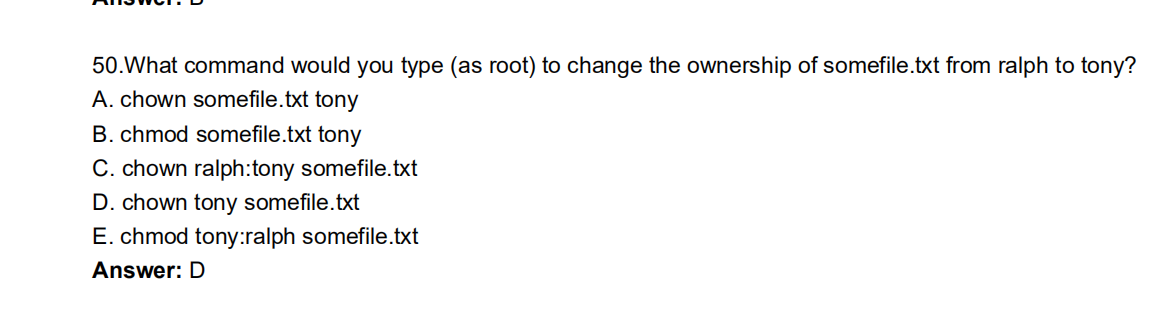 Answer: D
50.What command would you type (as root) to change the ownership of somefile.txt from ralph to tony?
A. chown somefile.txt tony
B. chmod somefile.txt tony
C. chown ralph:tony somefile.txt
D. chown tony somefile.txt
E. chmod tony:ralph somefile.txt
Answer: D